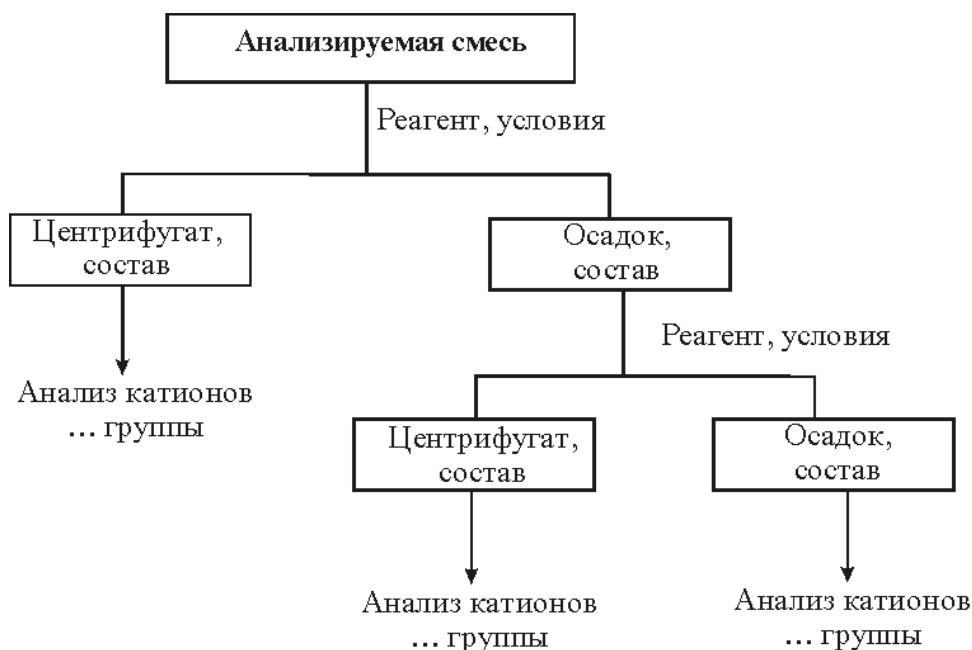 Анализируемая смесь
Реагент, условия
Центрифугат,
состав
Осадок,
состав
Реагент, условия
Анализ катионов
... группы
Центрифугат,
состав
Осадок,
состав
Анализ катионов
... группы
Анализ катионов
... группы